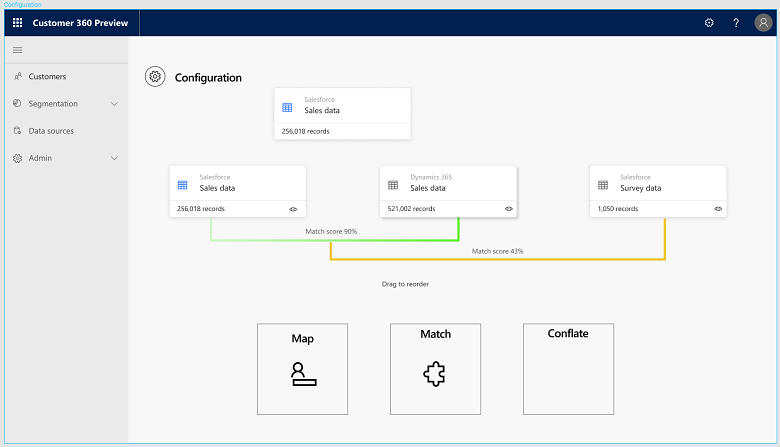 Configuration
Customer 360 Preview
?
Customers
Segmentation
Data sources
Admin
Configuration
Salesforce
Sales data
256,018 records
Salesforce
Sales data
256,018 records
Dynamics 365
Sales data
521,002 records
Salesforce
Survey data
1,050 records
Match score 90%
Match score 43%
Drag to reorder
Map
Match
Conflate